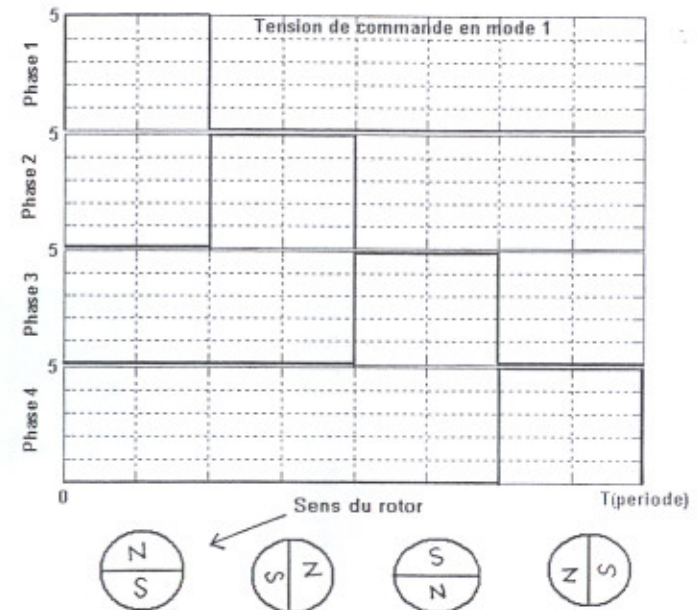 Tension de commande en mode 1
5
Phase 1
5
Phase 2
5
Phase 3
5
Phase 4
0
T(periode)
Sens du rotor
N
S
S N
S
N
N S